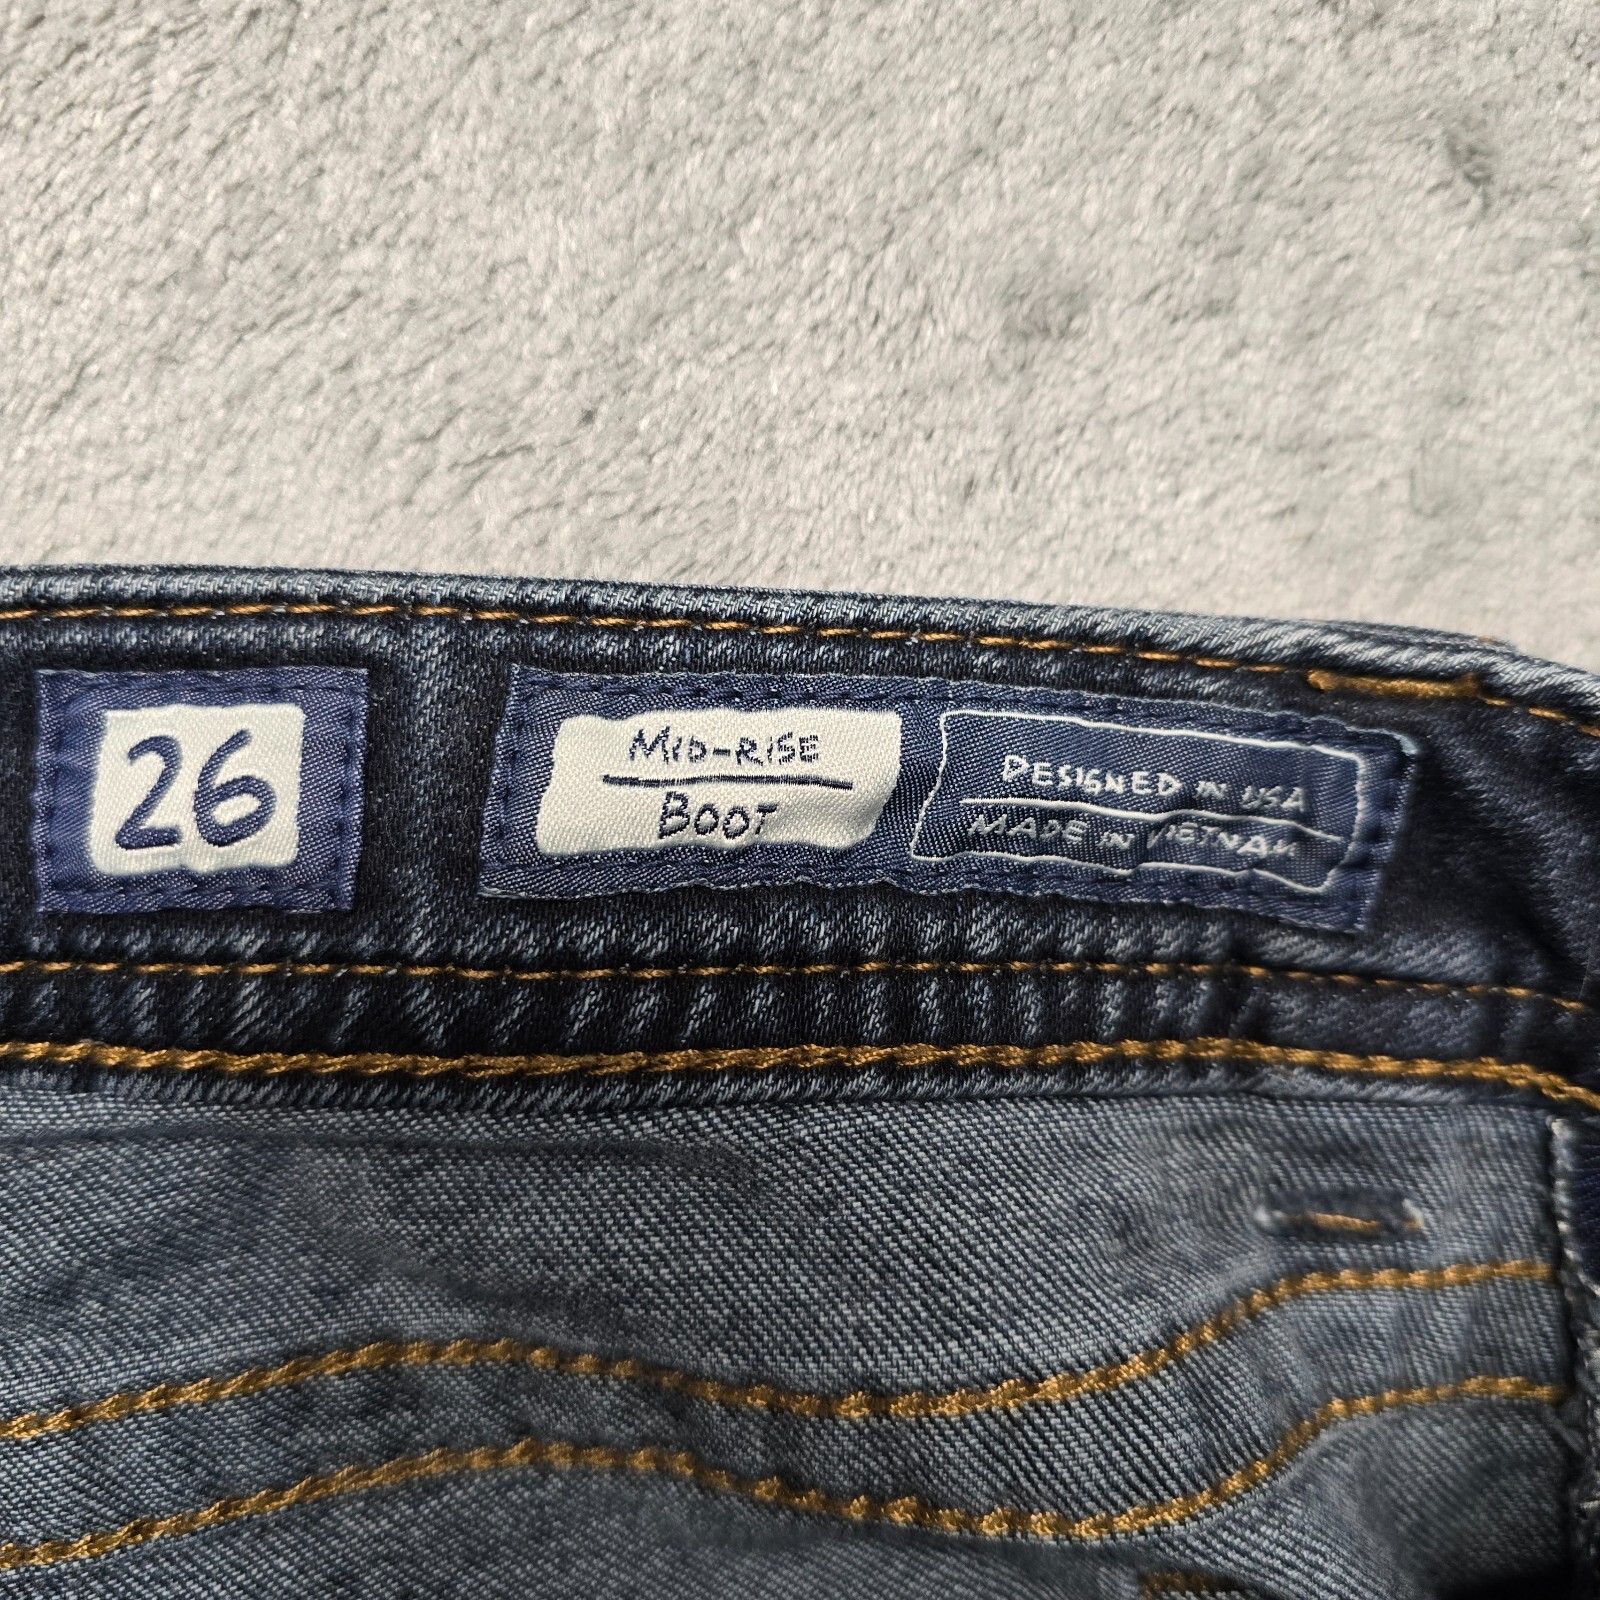 26
MID-RISE
BOOT
DESIGNED IN USA
MADE IN VIETNAM